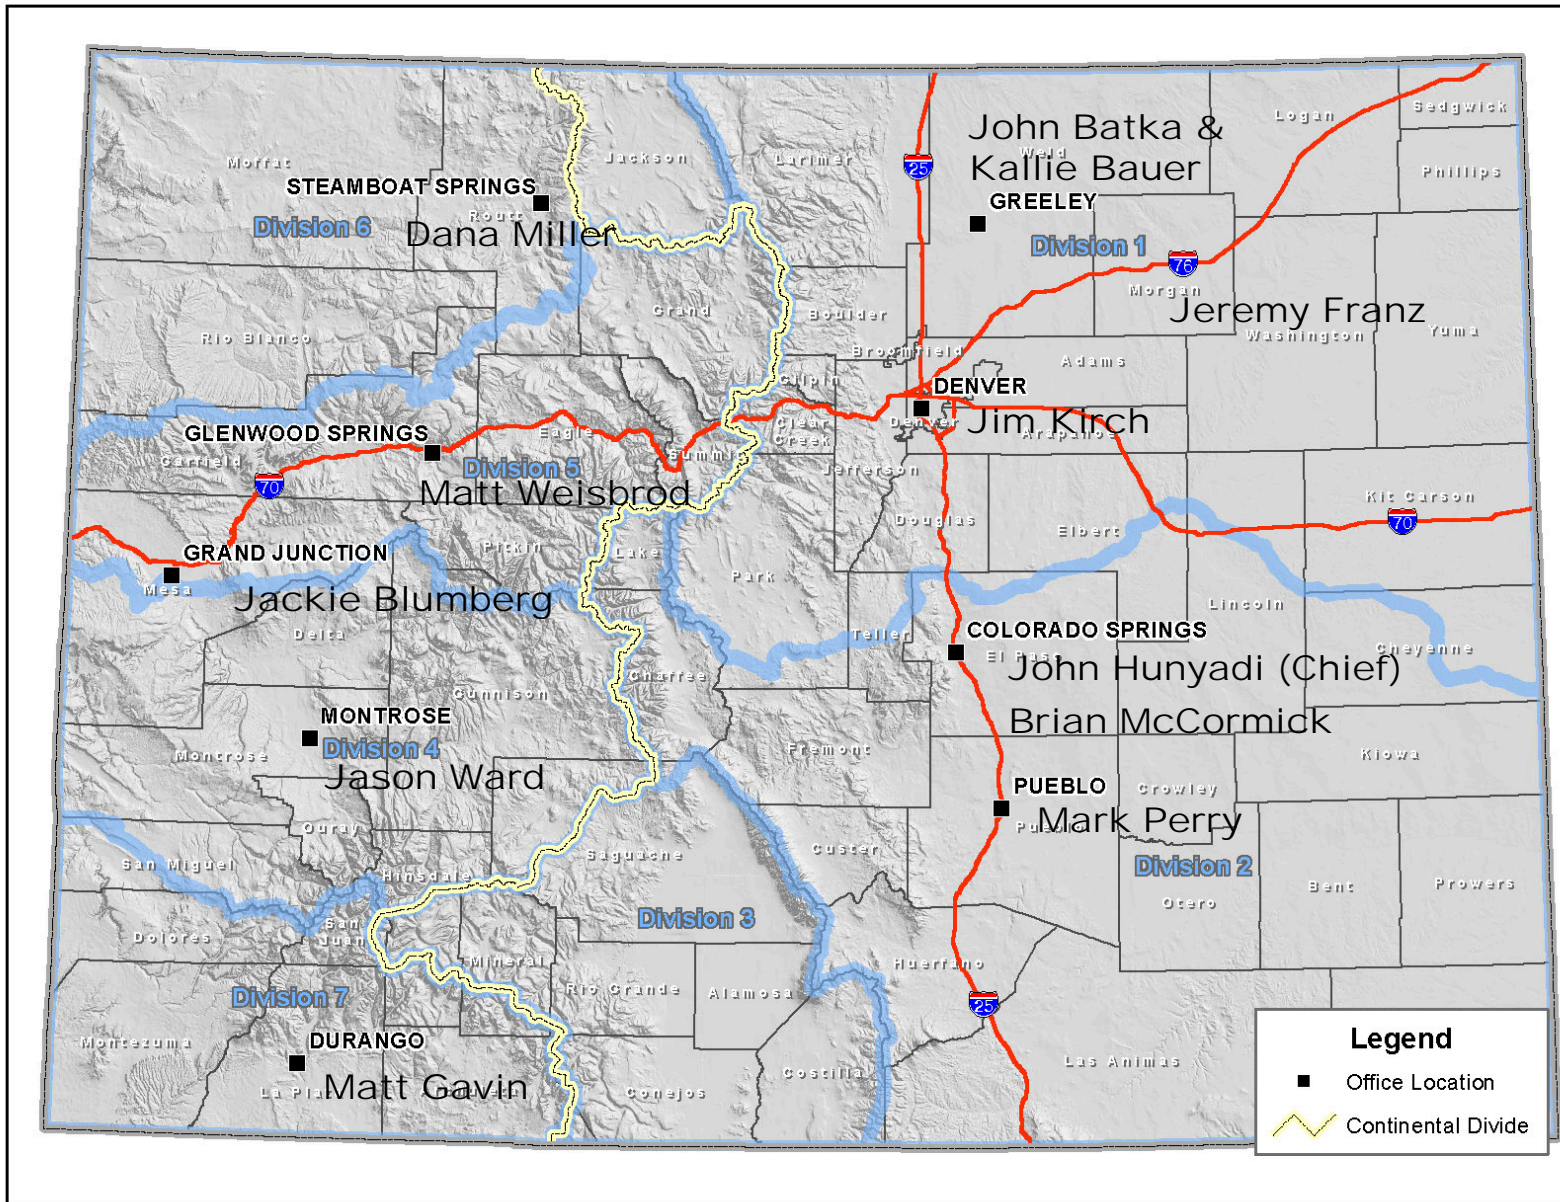 John Batka &
Kallie Bauer
Weld
GREELEY
Division 1
Logan
Sedgwick
Phillips
25
76
Morgan
Jeremy Franz
Washington
Yuma
Moffat
Jackson
Larimer
STEAMBOAT SPRINGS
Routt
Division 6
Dana Miller
Rio Blanco
Grand
Boulder
Broomfield
Adams
Gilpin
DENVER
Denver
Jim Kirch
Arapahoe
Clear
Creek
GLENWOOD SPRINGS
Garfield
Eagle
Summit
Division 5
Matt Weisbrod
70
Jefferson
Douglas
Elbert
Kit Carson
70
GRAND JUNCTION
Mesa
Pitkin
Lake
Park
Jackie Blumberg
Delta
Lincoln
Teller
COLORADO SPRINGS
El Paso
Cheyenne
John Hunyadi (Chief)
Brian McCormick
Gunnison
Chaffee
MONTROSE
Montrose
Division 4
Jason Ward
Fremont
Kiowa
PUEBLO
Pueblo
Mark Perry
Crowley
Ouray
San Miguel
Hinsdale
Saguache
Custer
Division 2
Otero
Bent
Prowers
Division 3
Dolores
San
Juan
Mineral
Rio Grande
Alamosa
Huerfano
25
Division 7
Montezuma
DURANGO
La Plata
Matt Gavin
Archuleta
Conejos
Costilla
Las Animas
Legend
Office Location
Continental Divide